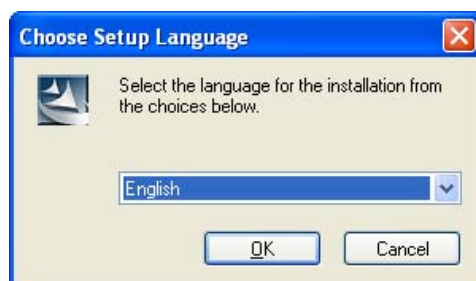 Choose Setup Language
Select the language for the installation from
the choices below.
English
OK
Cancel